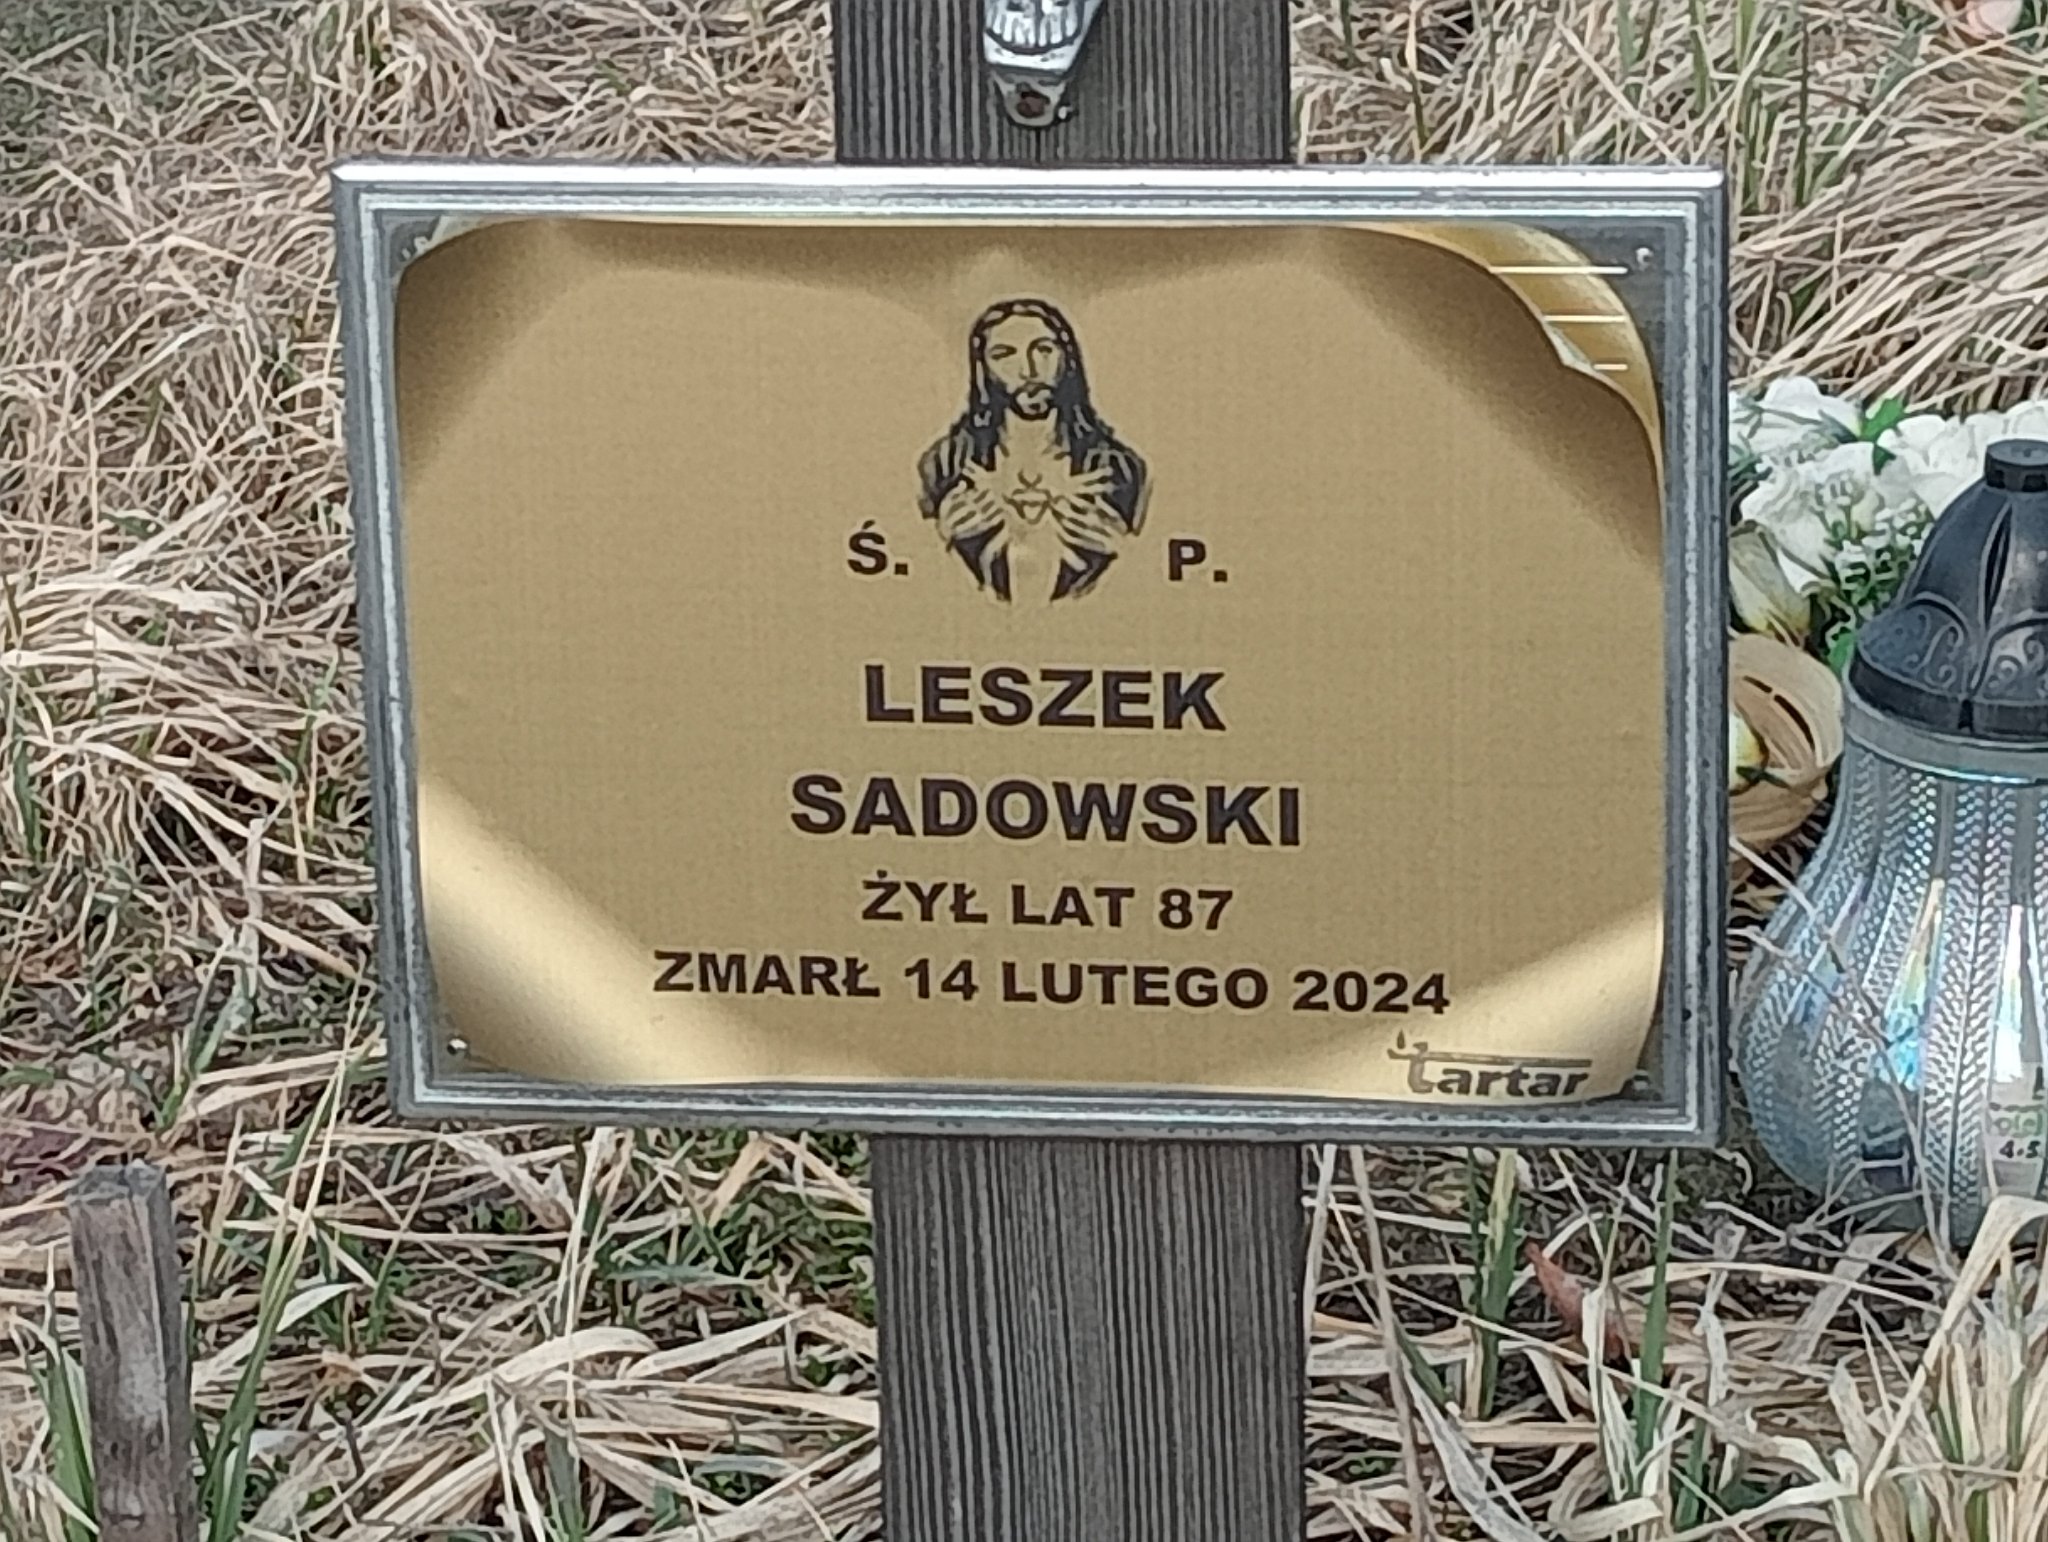 Ś. P.
LESZEK
SADOWSKI
ŻYŁ LAT 87
ZMARŁ 14 LUTEGO 2024
tartar